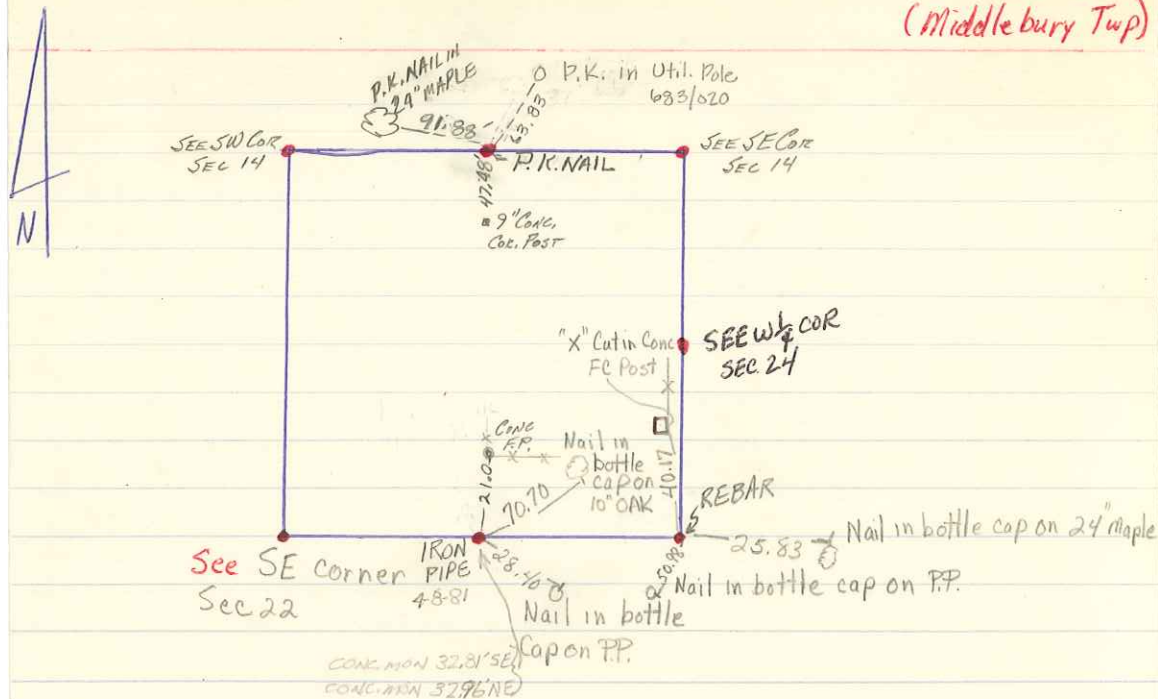 (Middlebury Twp)
P.K. NAIL IN
24" MAPLE
P.K. in Util. Pole
683/020
91.88'
63.83
SEE SW COR
SEC 14
P.K. NAIL
SEE SE COR
SEC 14
47.48'
9" CONC.
COR. POST
N
"X" Cut in Conc
FC Post
SEE W 1/4 COR
SEC. 24
CONC
F.P.
Nail in
bottle
cap on
10" OAK
21.0
70.70
40.17
REBAR
25.83
Nail in bottle cap on 24" maple
See SE corner
Sec 22
IRON
PIPE
4-8-81
28.40
Nail in bottle
Cap on P.P.
50.98
Nail in bottle cap on P.P.
CONC. MON 32.81' SE
CONC. MON 32.96' NE